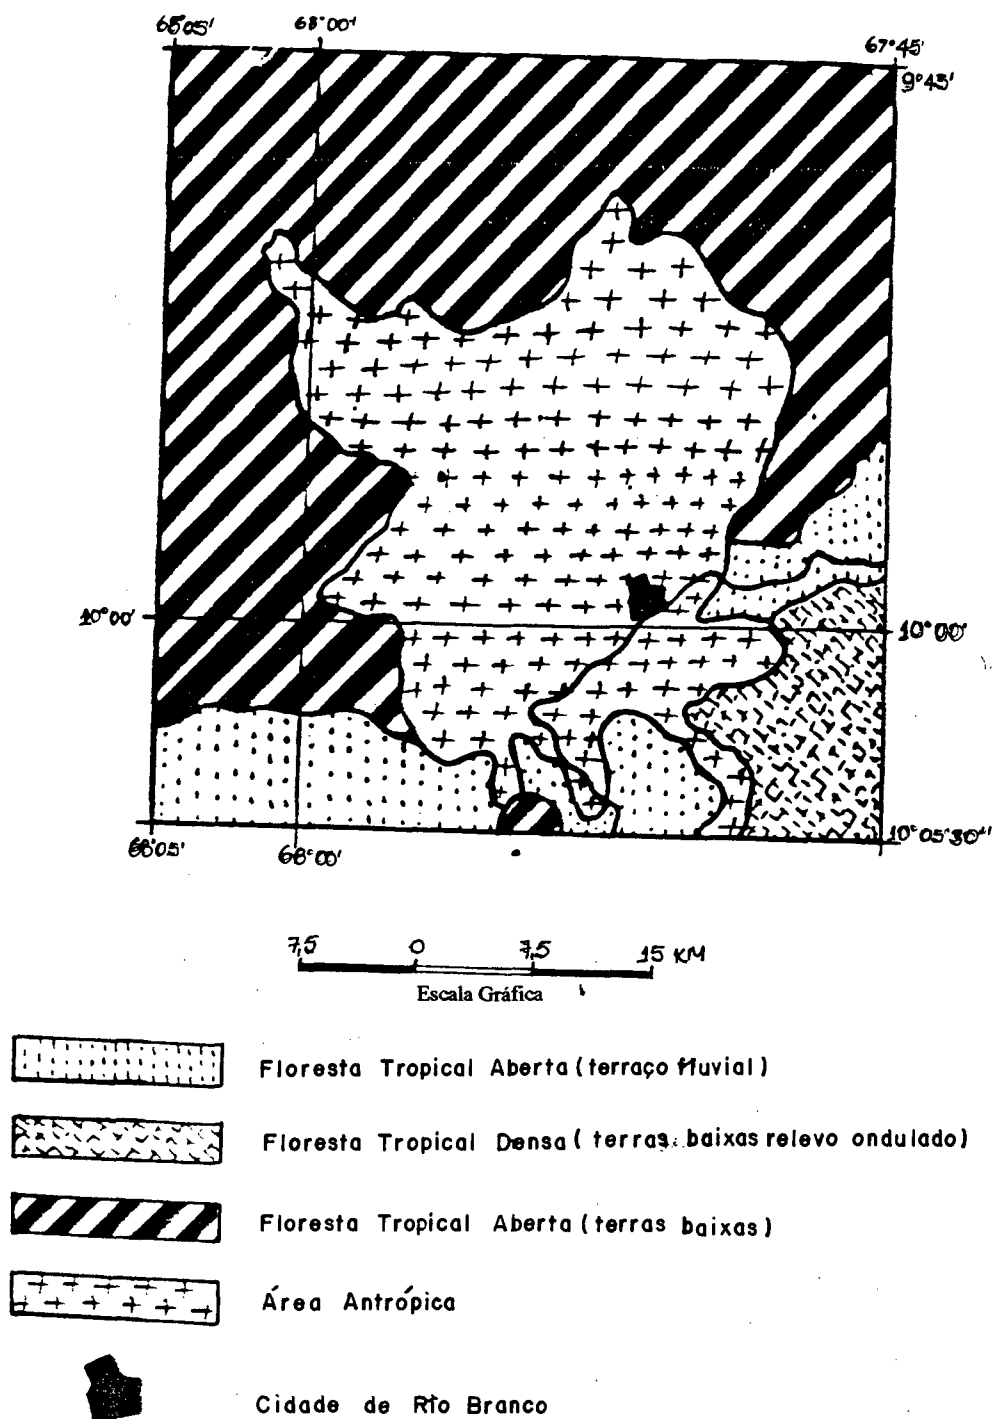 68°05' 68°00' 67°45'
9°45'
10°00' 10°00'
10°05'30"
68°05' 68°00'
7,5 0 7,5 15 KM
Escala Gráfica
Floresta Tropical Aberta (terraço fluvial)
Floresta Tropical Densa (terras baixas relevo ondulado)
Floresta Tropical Aberta (terras baixas)
Área Antrópica
Cidade de Rio Branco